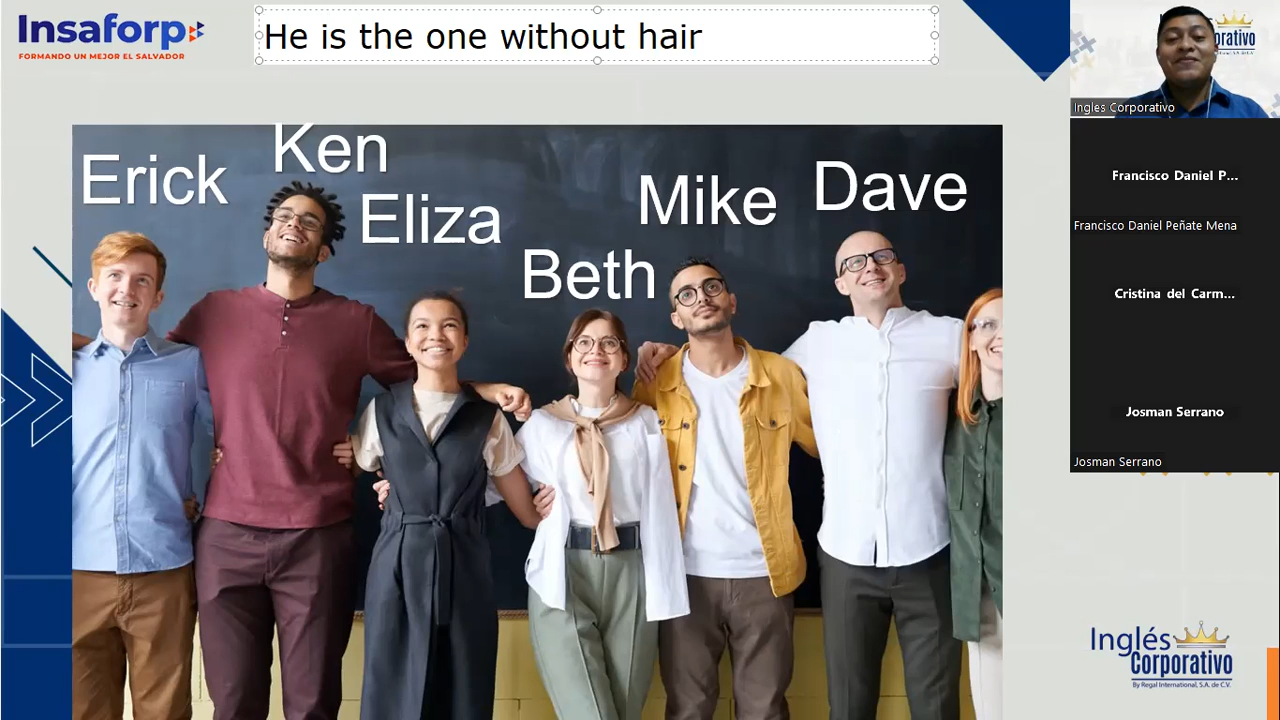 Insaforp
FORMANDO UN MEJOR EL SALVADOR
He is the one without hair
Erick
Ken
Eliza
Beth
Mike
Dave
Ingles Corporativo
Francisco Daniel P...
Francisco Daniel Peñate Mena
Cristina del Carm...
Josman Serrano
Josman Serrano
Inglés
Corporativo
By Regal International, S.A. de C.V.